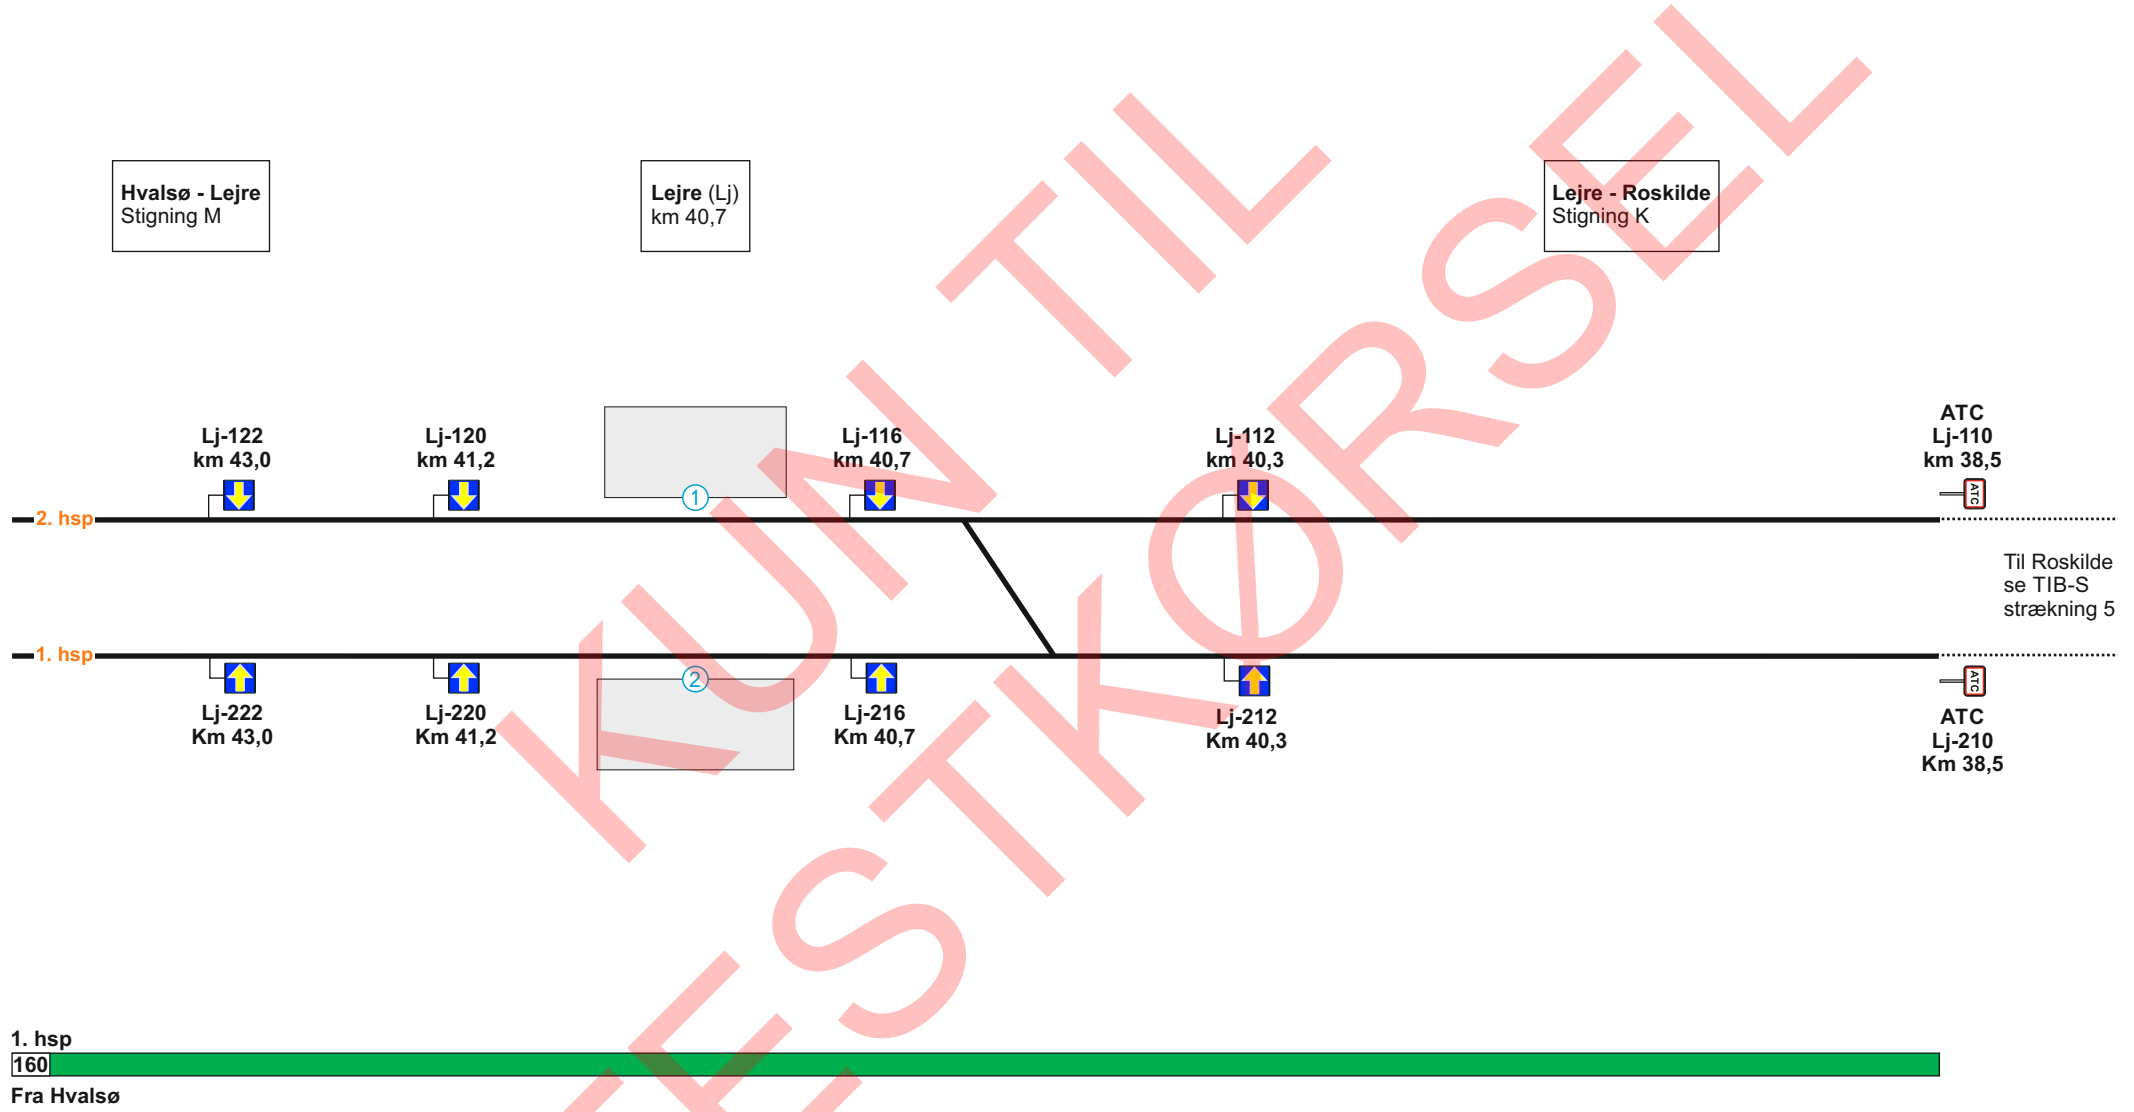 Hvalsø - Lejre
Stigning M
Lejre (Lj)
km 40,7
Lejre - Roskilde
Stigning K
Lj-122
km 43,0
Lj-120
km 41,2
Lj-116
km 40,7
Lj-112
km 40,3
ATC
Lj-110
km 38,5
ATC
1
2. hsp
Til Roskilde
se TIB-S
strækning 5
1. hsp
2
ATC
Lj-222
Km 43,0
Lj-220
Km 41,2
Lj-216
Km 40,7
Lj-212
Km 40,3
ATC
Lj-210
Km 38,5
KUN TIL
TESTKØRSEL
1. hsp
160
Fra Hvalsø